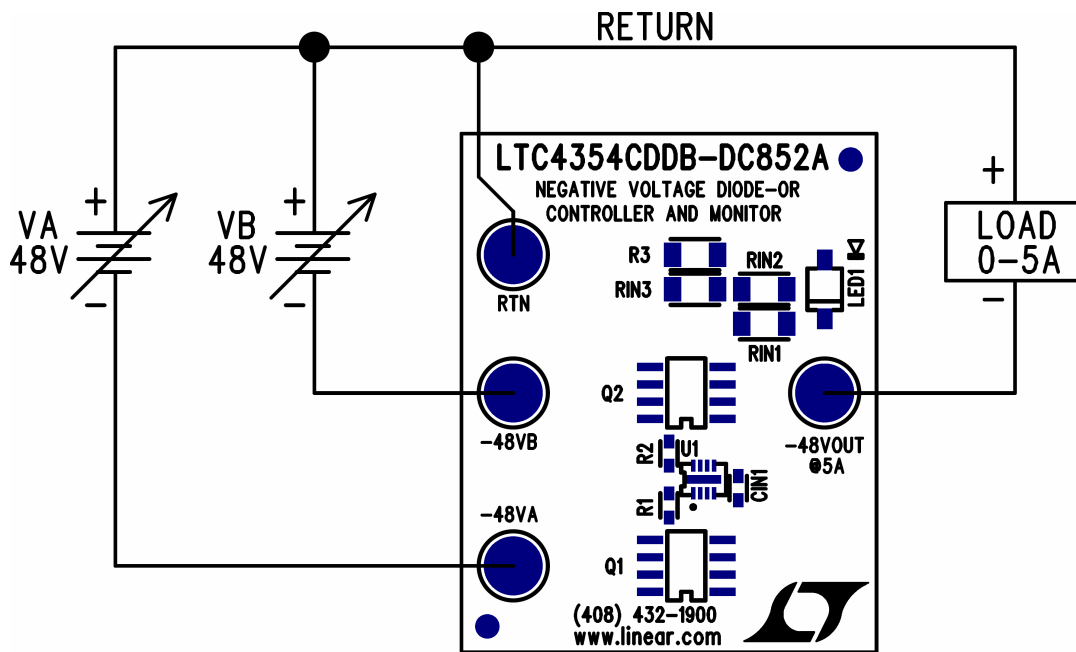 RETURN
LTC4354CDDB-DC852A
NEGATIVE VOLTAGE DIODE-OR
CONTROLLER AND MONITOR
+
VA
48V
−
+
VB
48V
−
+
LOAD
0-5A
−
RTN
R3
RIN3
RIN2
RIN1
LED1
Q2
-48VB
-48VOUT
@5A
R2
U1
CIN1
R1
-48VA
Q1
(408) 432-1900
www.linear.com